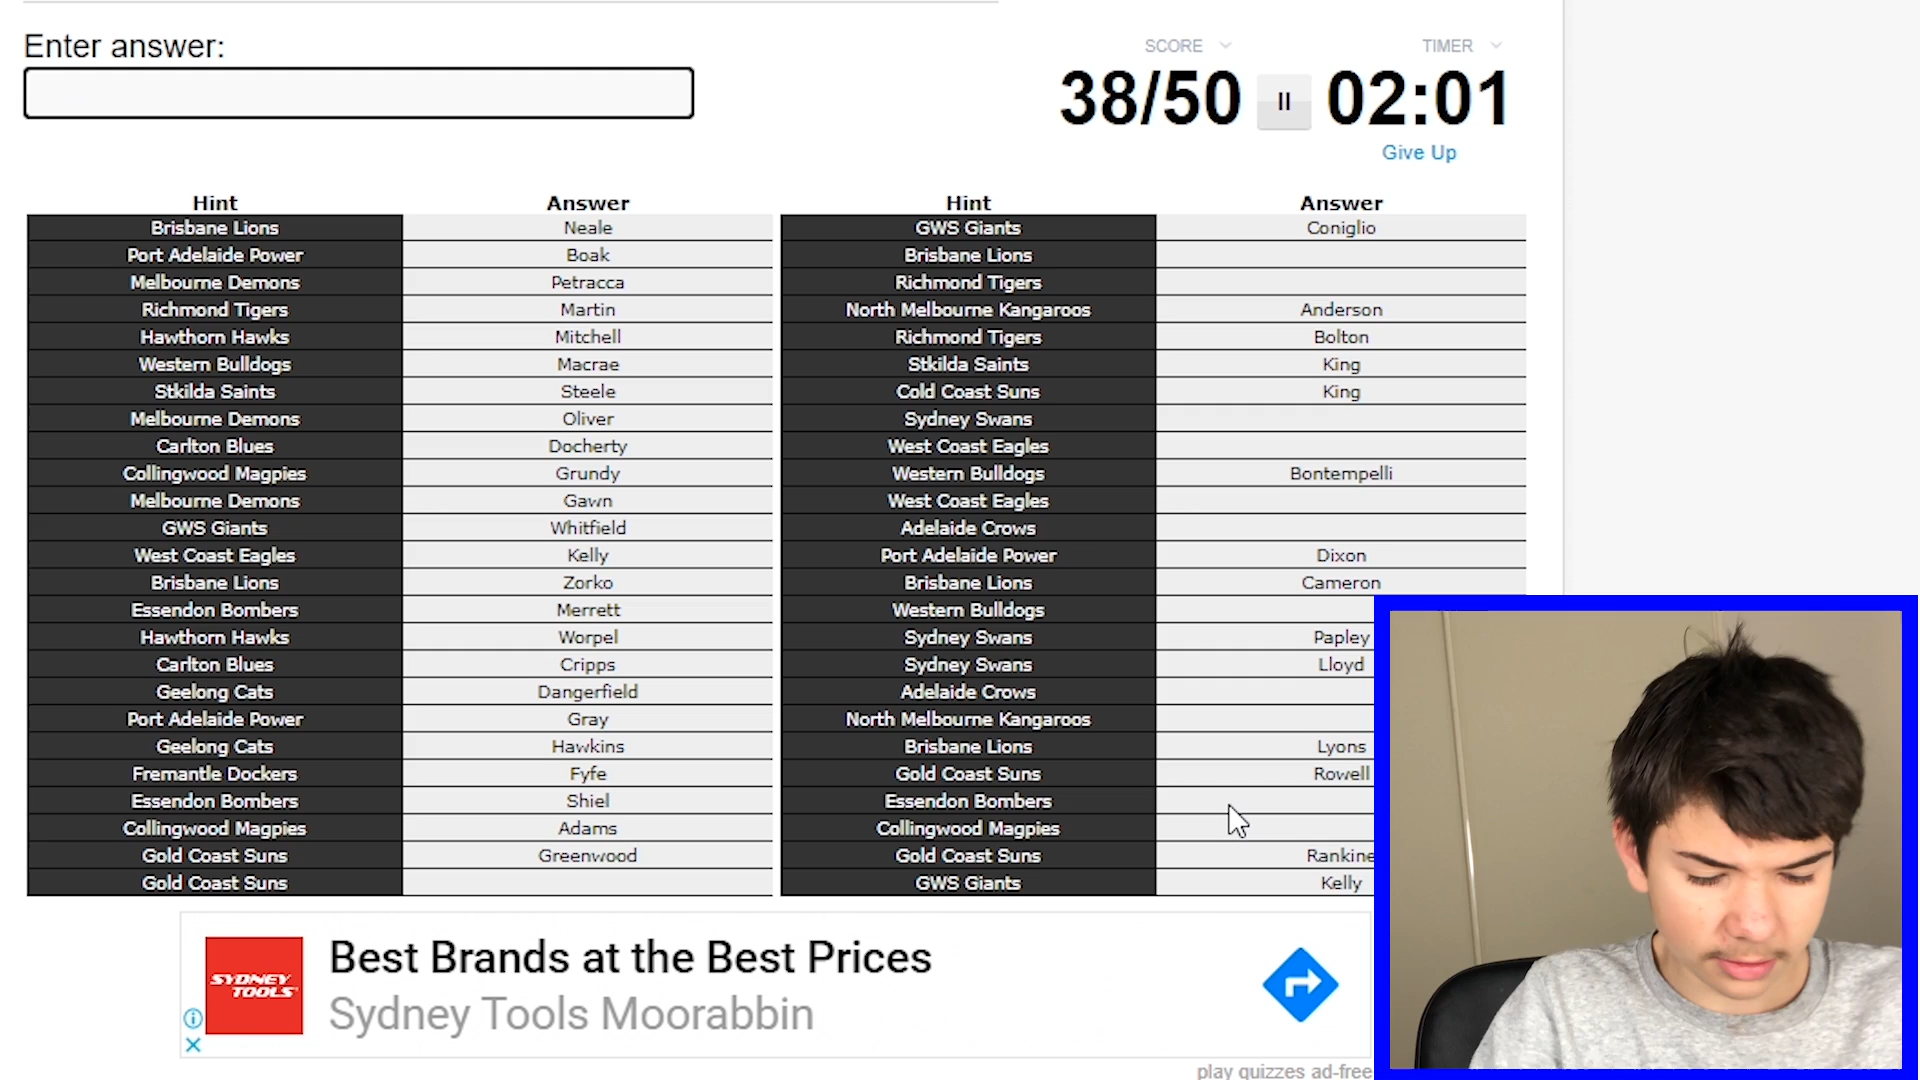 Enter answer:
SCORE
TIMER
38/50
02:01
Give Up
Hint Answer Hint Answer
Brisbane Lions Neale GWS Giants Coniglio
Port Adelaide Power Boak Brisbane Lions
Melbourne Demons Petracca Richmond Tigers
Richmond Tigers Martin North Melbourne Kangaroos Anderson
Hawthorn Hawks Mitchell Richmond Tigers Bolton
Western Bulldogs Macrae Stkilda Saints King
Stkilda Saints Steele Cold Coast Suns King
Melbourne Demons Oliver Sydney Swans
Carlton Blues Docherty West Coast Eagles
Collingwood Magpies Grundy Western Bulldogs Bontempelli
Melbourne Demons Gawn West Coast Eagles
GWS Giants Whitfield Adelaide Crows
West Coast Eagles Kelly Port Adelaide Power Dixon
Brisbane Lions Zorko Brisbane Lions Cameron
Essendon Bombers Merrett Western Bulldogs
Hawthorn Hawks Worpel Sydney Swans Papley
Carlton Blues Cripps Sydney Swans Lloyd
Geelong Cats Dangerfield Adelaide Crows
Port Adelaide Power Gray North Melbourne Kangaroos
Geelong Cats Hawkins Brisbane Lions Lyons
Fremantle Dockers Fyfe Gold Coast Suns Rowell
Essendon Bombers Shiel Essendon Bombers
Collingwood Magpies Adams Collingwood Magpies
Gold Coast Suns Greenwood Gold Coast Suns Rankine
Gold Coast Suns GWS Giants Kelly
SYDNEY
TOOLS
Best Brands at the Best Prices
Sydney Tools Moorabbin
play quizzes ad-free